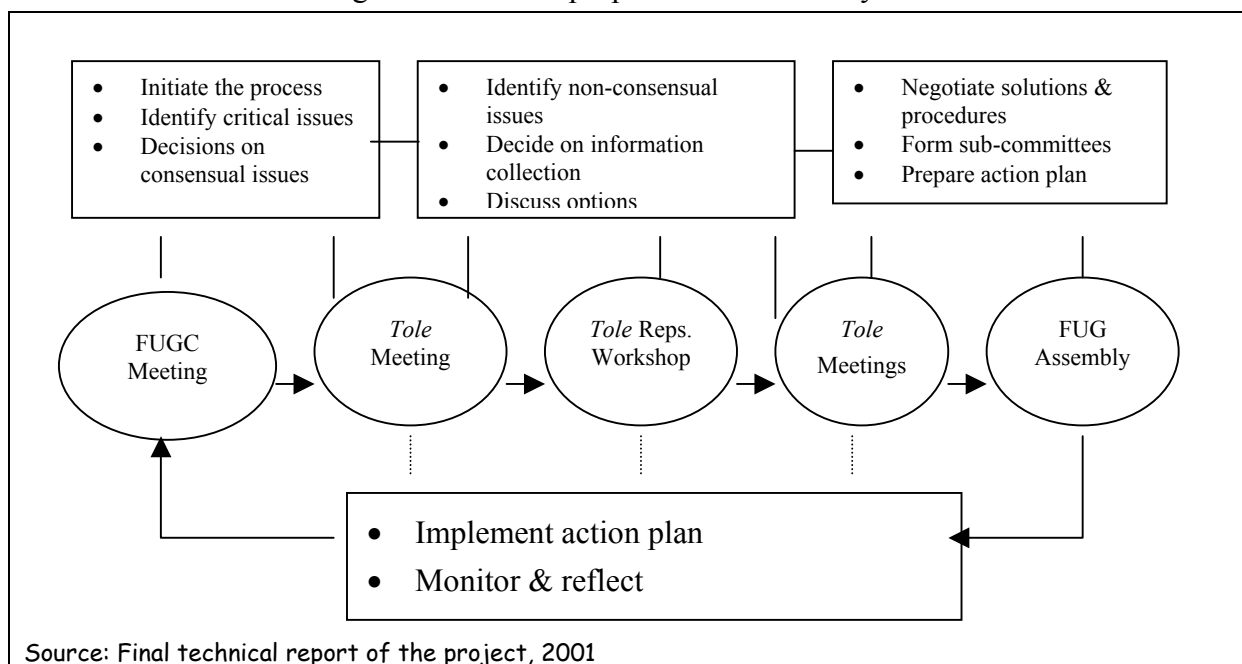 • Initiate the process
• Identify critical issues
• Decisions on
consensual issues
• Identify non-consensual
issues
• Decide on information
collection
• Discuss options
• Negotiate solutions &
procedures
• Form sub-committees
• Prepare action plan
FUGC
Meeting
Tole
Meeting
Tole Reps.
Workshop
Tole
Meetings
FUG
Assembly
• Implement action plan
• Monitor & reflect
Source: Final technical report of the project, 2001